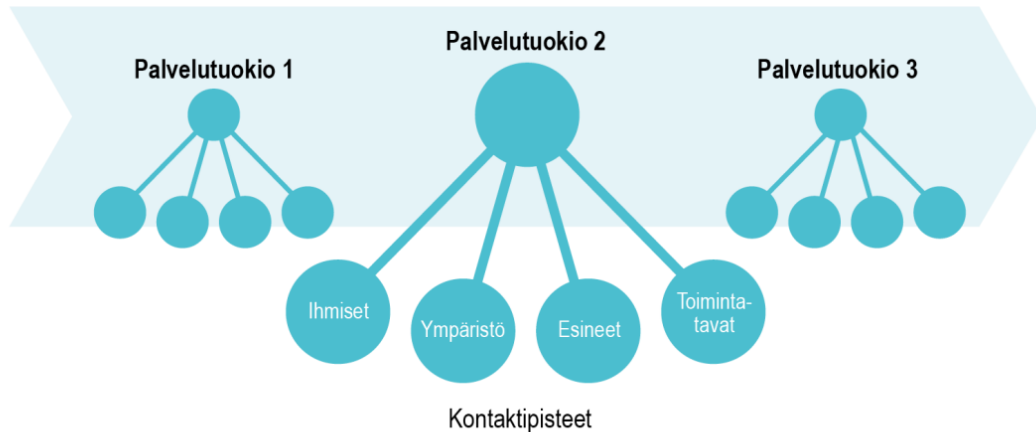 Palvelutuokio 1
Palvelutuokio 2
Palvelutuokio 3
Ihmiset
Ympäristö
Esineet
Toiminta-
tavat
Kontaktipisteet